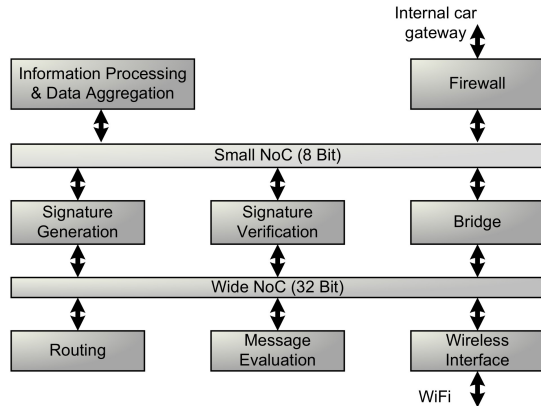 Internal car
gateway
Information Processing
& Data Aggregation
Firewall
Small NoC (8 Bit)
Signature
Generation
Signature
Verification
Bridge
Wide NoC (32 Bit)
Routing
Message
Evaluation
Wireless
Interface
WiFi